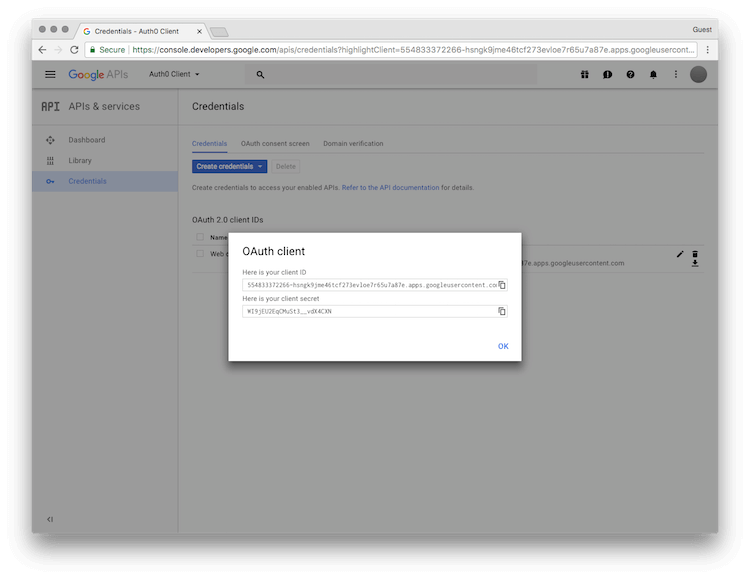 Credentials - Auth0 Client
Guest
Secure
https://console.developers.google.com/apis/credentials?highlightClient=554833372266-hsngk9jme46tcf273evloe7r65u7a87e.apps.googleusercont...
Google APIs
Auth0 Client
API APIs & services
Credentials
Dashboard
Library
Credentials
Credentials
OAuth consent screen
Domain verification
Create credentials
Delete
Create credentials to access your enabled APIs. Refer to the API documentation for details.
OAuth 2.0 client IDs
Name
Web
OAuth client
Here is your client ID
554833372266-hsngk9jme46tcf273evloe7r65u7a87e.apps.googleusercontent.co
Here is your client secret
WI9jEU2EqCMuSt3__vdX4CXN
OK
87e.apps.googleusercontent.com